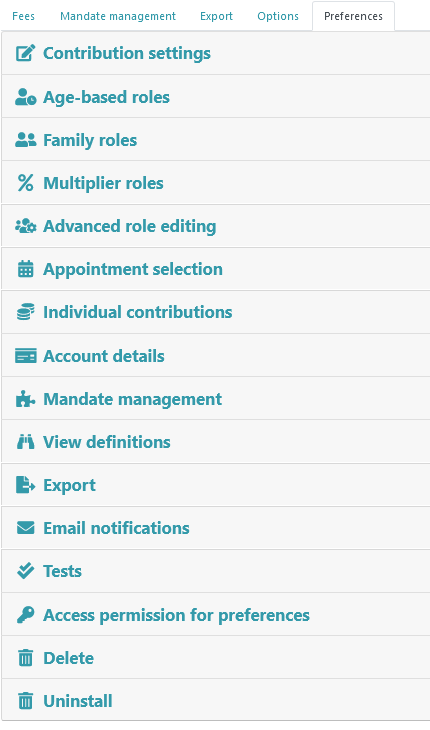 Fees Mandate management Export Options Preferences
Contribution settings
Age-based roles
Family roles
Multiplier roles
Advanced role editing
Appointment selection
Individual contributions
Account details
Mandate management
View definitions
Export
Email notifications
Tests
Access permission for preferences
Delete
Uninstall